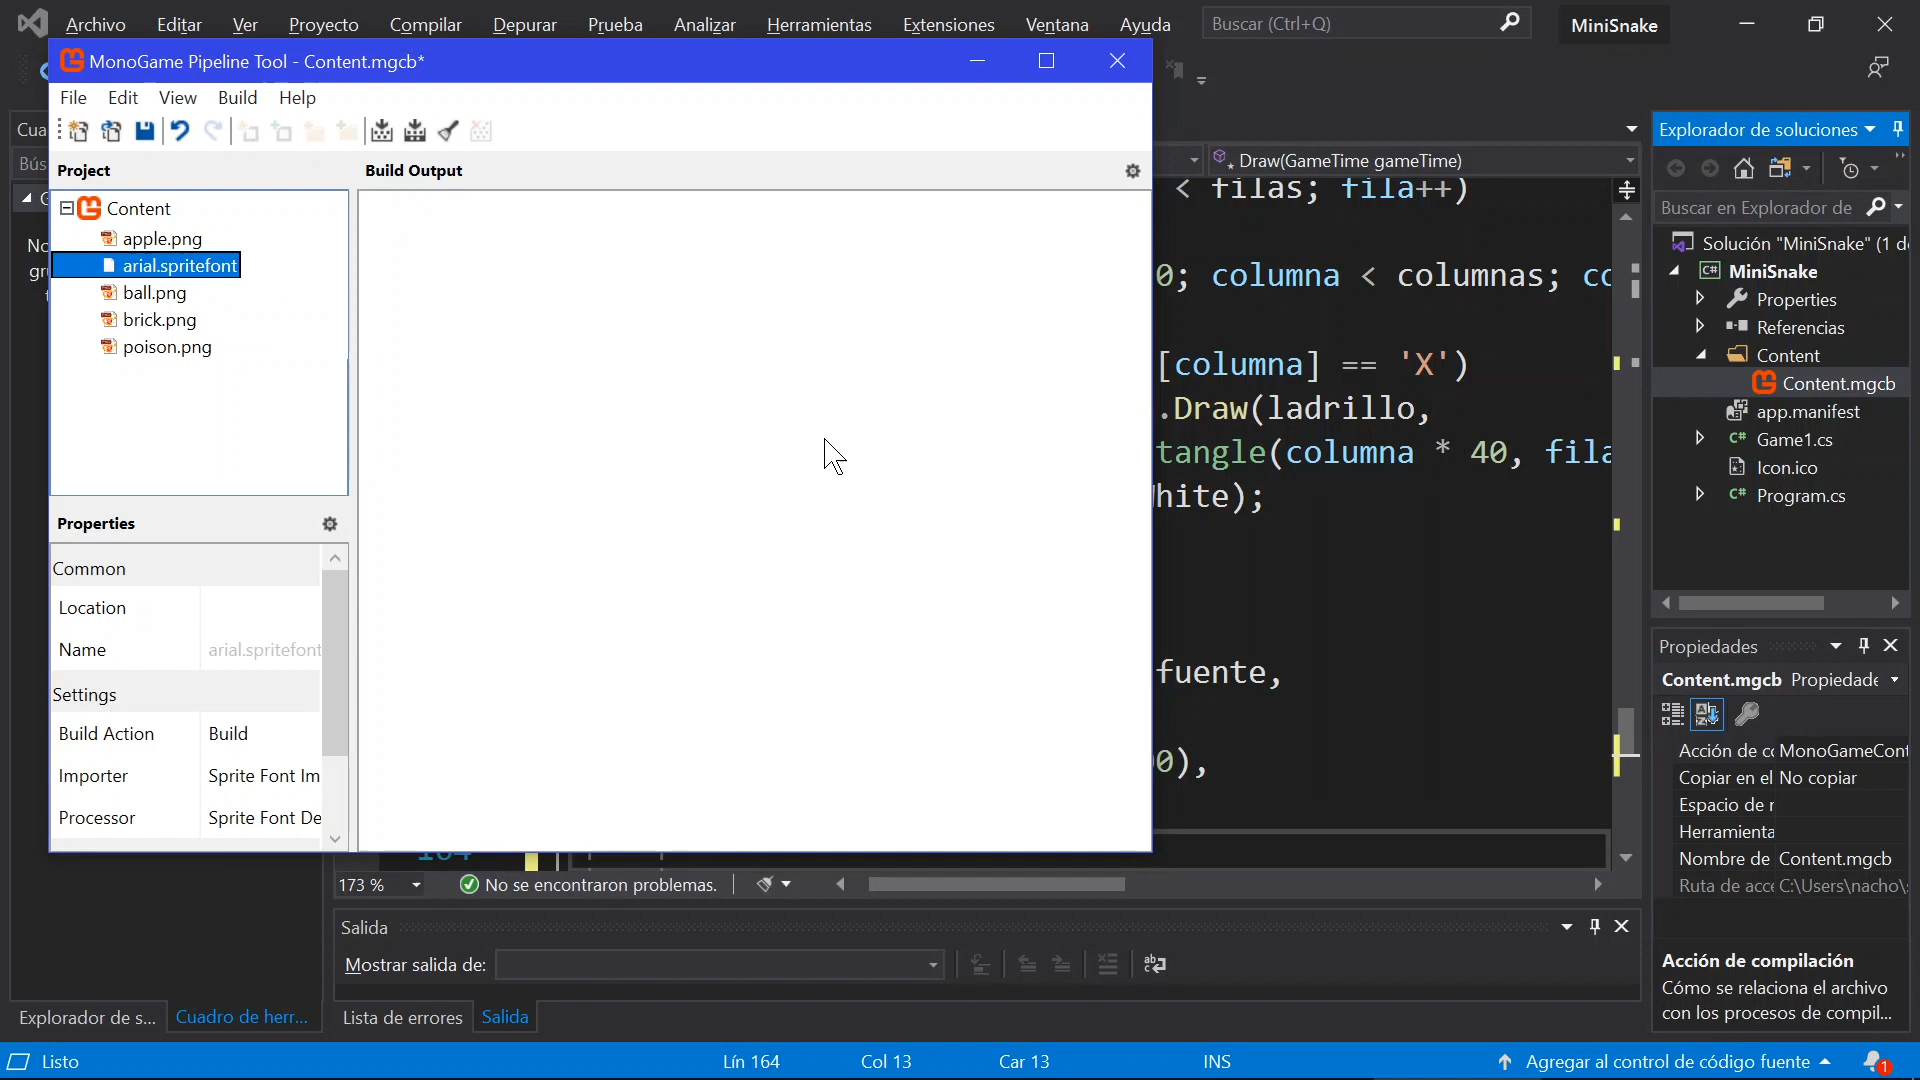 Archivo Editar Ver Proyecto Compilar Depurar Prueba Analizar Herramientas Extensiones Ventana Ayuda Buscar (Ctrl+Q) MiniSnake
MonoGame Pipeline Tool - Content.mgcb*
File Edit View Build Help
Project
Content
apple.png
arial.spritefont
ball.png
brick.png
poison.png
Properties
Common
Location
Name arial.spritefont
Settings
Build Action Build
Importer Sprite Font Im
Processor Sprite Font De
Build Output
Cua
Bús
No
Draw(GameTime gameTime)
< filas; fila++)
0; columna < columnas; co
[columna] == 'X')
.Draw(ladrillo,
tangle(columna * 40, fila
hite);
fuente,
0),
164
173 % No se encontraron problemas.
Salida
Mostrar salida de:
Explorador de s... Cuadro de herr... Lista de errores Salida
Explorador de soluciones
Buscar en Explorador de
Solución "MiniSnake" (1 de
C# MiniSnake
Properties
Referencias
Content
Content.mgcb
app.manifest
C# Game1.cs
Icon.ico
C# Program.cs
Propiedades
Content.mgcb Propiedade
Acción de co MonoGameCont
Copiar en el No copiar
Espacio de r
Herramienta
Nombre de Content.mgcb
Ruta de acce C:\Users\nacho\s
Acción de compilación
Cómo se relaciona el archivo
con los procesos de compil...
Listo Lín 164 Col 13 Car 13 INS Agregar al control de código fuente 1